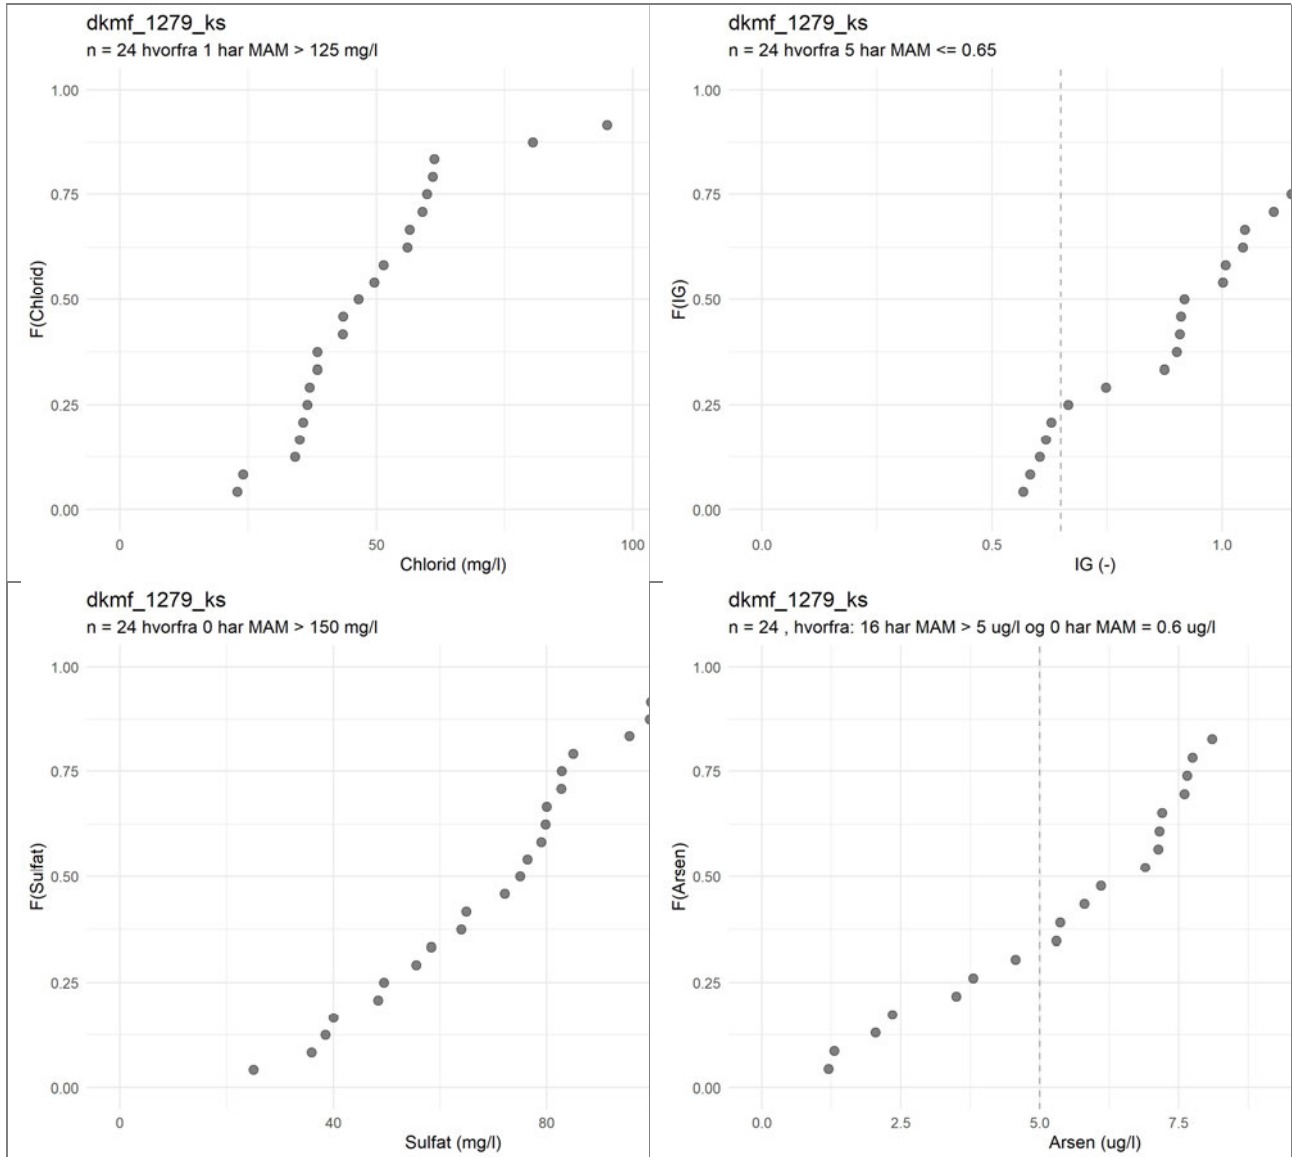 dkmf_1279_ks
n = 24 hvorfra 1 har MAM > 125 mg/l
1.00
0.75
0.50
0.25
0.00
F(Chlorid)
0
50
100
Chlorid (mg/l)
dkmf_1279_ks
n = 24 hvorfra 5 har MAM <= 0.65
1.00
0.75
0.50
0.25
0.00
F(IG)
0.0
0.5
1.0
IG (-)
dkmf_1279_ks
n = 24 hvorfra 0 har MAM > 150 mg/l
1.00
0.75
0.50
0.25
0.00
F(Sulfat)
0
40
80
Sulfat (mg/l)
dkmf_1279_ks
n = 24 , hvorfra: 16 har MAM > 5 ug/l og 0 har MAM = 0.6 ug/l
1.00
0.75
0.50
0.25
0.00
F(Arsen)
0.0
2.5
5.0
7.5
Arsen (ug/l)